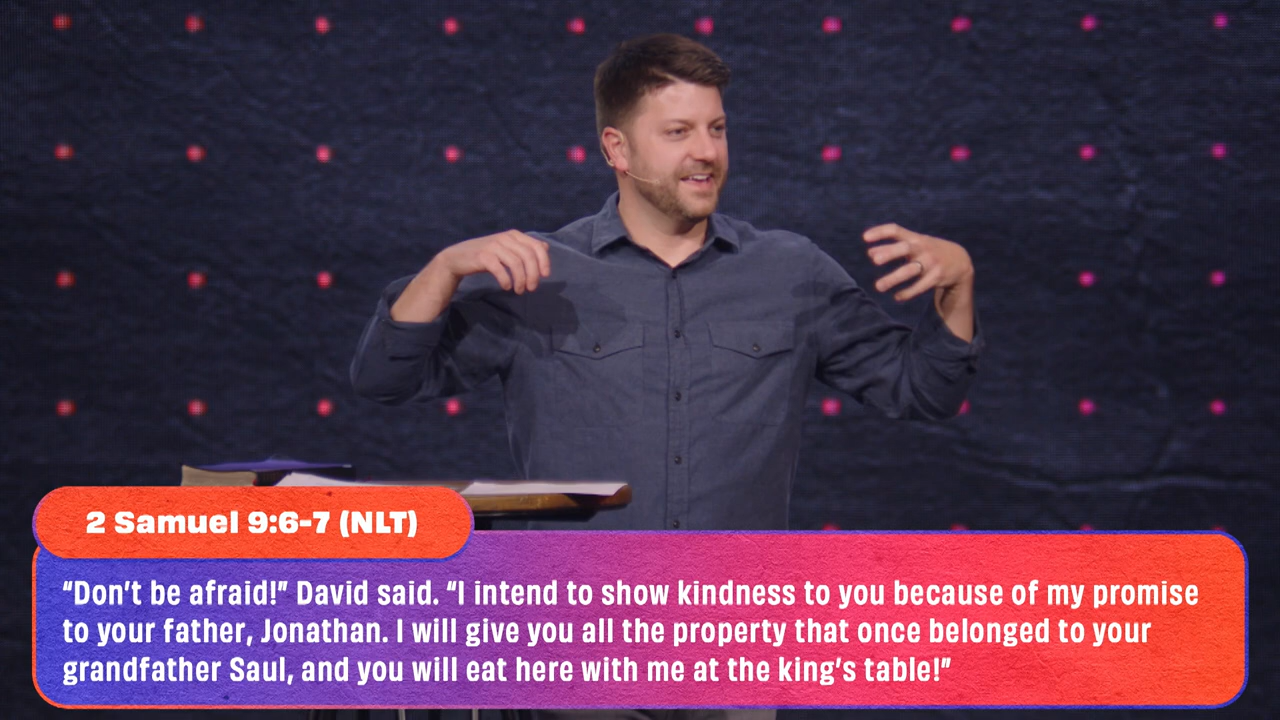 2 Samuel 9:6-7 (NLT)
“Don’t be afraid!” David said. “I intend to show kindness to you because of my promise
to your father, Jonathan. I will give you all the property that once belonged to your
grandfather Saul, and you will eat here with me at the king’s table!”